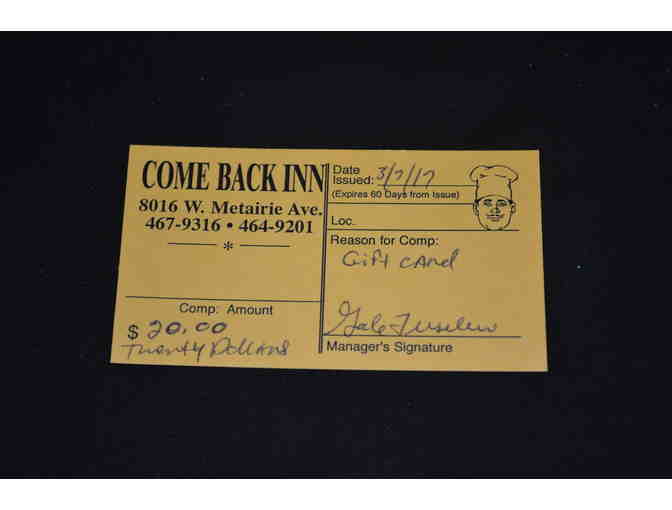 COME BACK INN
8016 W. Metairie Ave.
467-9316 • 464-9201
*
Comp: Amount
$ 20.00
Twenty Dollars
Date
Issued: 3/7/17
(Expires 60 Days from Issue)
Loc.
Reason for Comp:
Gift Card
Manager's Signature